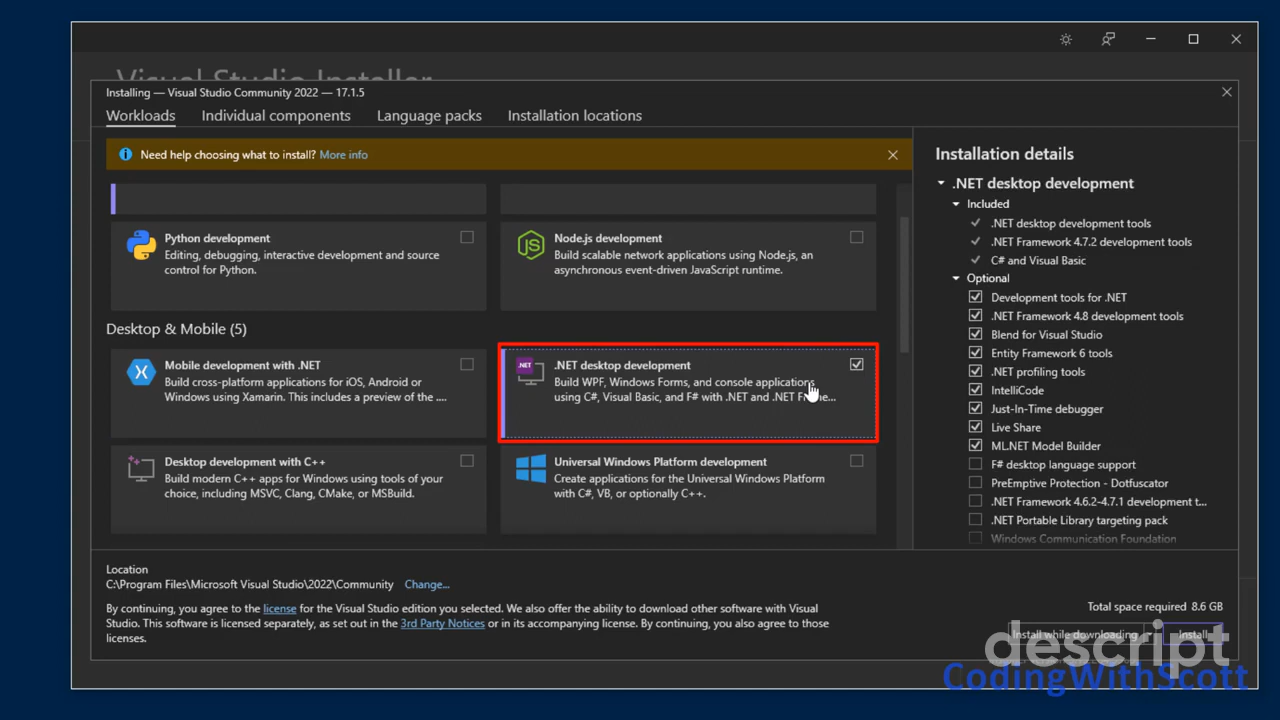 Visual Studio Installer
Installing — Visual Studio Community 2022 — 17.1.5
Workloads
Individual components
Language packs
Installation locations
Need help choosing what to install? More info
Python development
Editing, debugging, interactive development and source
control for Python.
Node.js development
Build scalable network applications using Node.js, an
asynchronous event-driven JavaScript runtime.
Desktop & Mobile (5)
Mobile development with .NET
Build cross-platform applications for iOS, Android or
Windows using Xamarin. This includes a preview of the ....
.NET
.NET desktop development
Build WPF, Windows Forms, and console applications
using C#, Visual Basic, and F# with .NET and .NET
Desktop development with C++
Build modern C++ apps for Windows using tools of your
choice, including MSVC, Clang, CMake, or MSBuild.
Universal Windows Platform development
Create applications for the Universal Windows Platform
with C#, VB, or optionally C++.
Installation details
.NET desktop development
Included
.NET desktop development tools
.NET Framework 4.7.2 development tools
C# and Visual Basic
Optional
Development tools for .NET
.NET Framework 4.8 development tools
Blend for Visual Studio
Entity Framework 6 tools
.NET profiling tools
IntelliCode
Just-In-Time debugger
Live Share
ML.NET Model Builder
F# desktop language support
PreEmptive Protection - Dotfuscator
.NET Framework 4.6.2-4.7.1 development t...
.NET Portable Library targeting pack
Windows Communication Foundation
Location
C:\Program Files\Microsoft Visual Studio\2022\Community Change...
By continuing, you agree to the license for the Visual Studio edition you selected. We also offer the ability to download other software with Visual
Studio. This software is licensed separately, as set out in the 3rd Party Notices or in its accompanying license. By continuing, you also agree to those
licenses.
Total space required 8.6 GB
Install while downloading
Install
descript
CodingWithScott